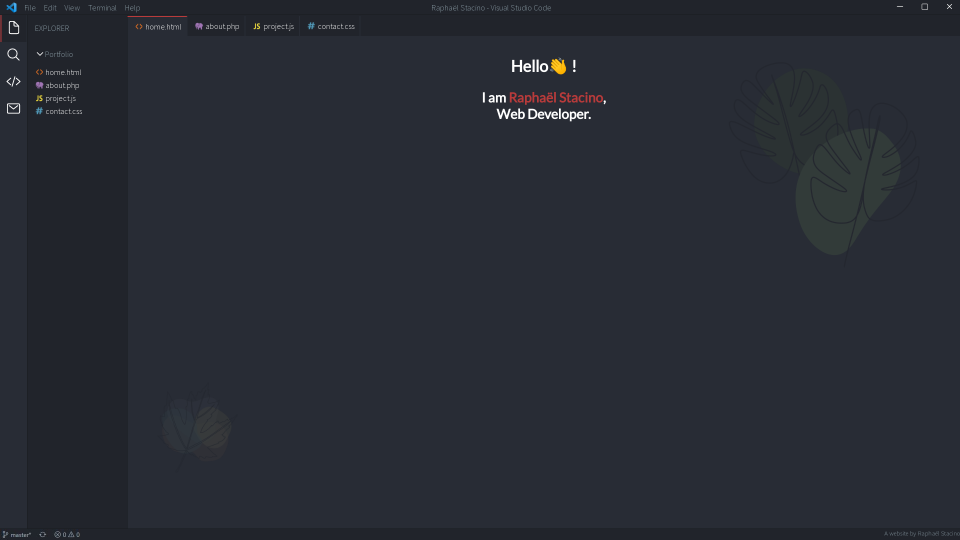 File Edit View Terminal Help
Raphaël Stacino - Visual Studio Code
EXPLORER
Portfolio
home.html
about.php
JS project.js
# contact.css
home.html
about.php
JS project.js
# contact.css
Hello👋 !
I am Raphaël Stacino,
Web Developer.
master*
0 0
A website by Raphaël Stacino